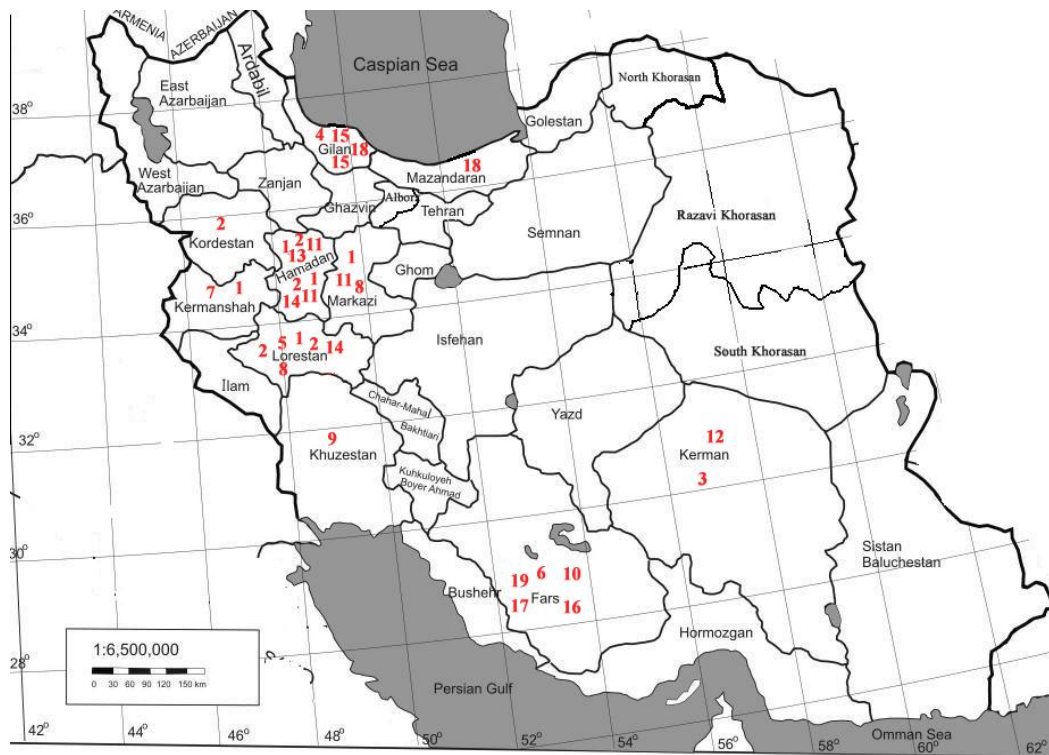 ARMENIA
AZERBAIJAN
Ardabil
Caspian Sea
East
Azarbaijan
North Khorasan
38°
Golestan
4 15
Gilan 18
15
18
Mazandaran
West
Azarbaijan
Zanjan
Ghazvin
Alborz
Tehran
36°
2
Kordestan
Semnan
Razavi Khorasan
1 2 11
13
Hamadan
2 1
14 11
1
11 8
Markazi
Ghom
7 1
Kermanshah
34°
2 5 1 2 14
Lorestan
8
Isfehan
South Khorasan
Ilam
Chahar-Mahal
Bakhtiari
Yazd
32°
9
Khuzestan
12
Kerman
3
Kuhkuloyeh
Boyer Ahmad
30°
Sistan
Baluchestan
19 6 10
Bushehr
Fars
17 16
Hormozgan
1:6,500,000
0 30 60 90 120 150 km
28°
Persian Gulf
Omman Sea
42° 44° 46° 48° 50° 52° 54° 56° 58° 60° 62°